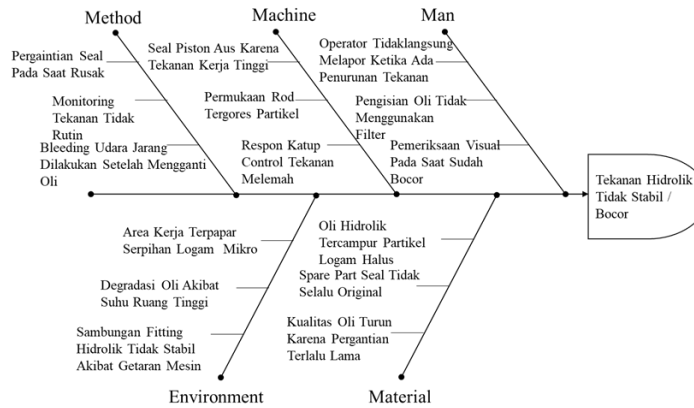 Method
Machine
Man
Pergaintian Seal
Pada Saat Rusak
Monitoring
Tekanan Tidak
Rutin
Bleeding Udara Jarang
Dilakukan Setelah Mengganti
Oli
Seal Piston Aus Karena
Tekanan Kerja Tinggi
Permukaan Rod
Tergores Partikel
Respon Katup
Control Tekanan
Melemah
Operator Tidaklangsung
Melapor Ketika Ada
Penurunan Tekanan
Pengisian Oli Tidak
Menggunakan
Filter
Pemeriksaan Visual
Pada Saat Sudah
Bocor
Tekanan Hidrolik
Tidak Stabil /
Bocor
Area Kerja Terpapar
Serpihan Logam Mikro
Degradasi Oli Akibat
Suhu Ruang Tinggi
Sambungan Fitting
Hidrolik Tidak Stabil
Akibat Getaran Mesin
Oli Hidrolik
Tercampur Partikel
Logam Halus
Spare Part Seal Tidak
Selalu Original
Kualitas Oli Turun
Karena Pergantian
Terlalu Lama
Environment
Material